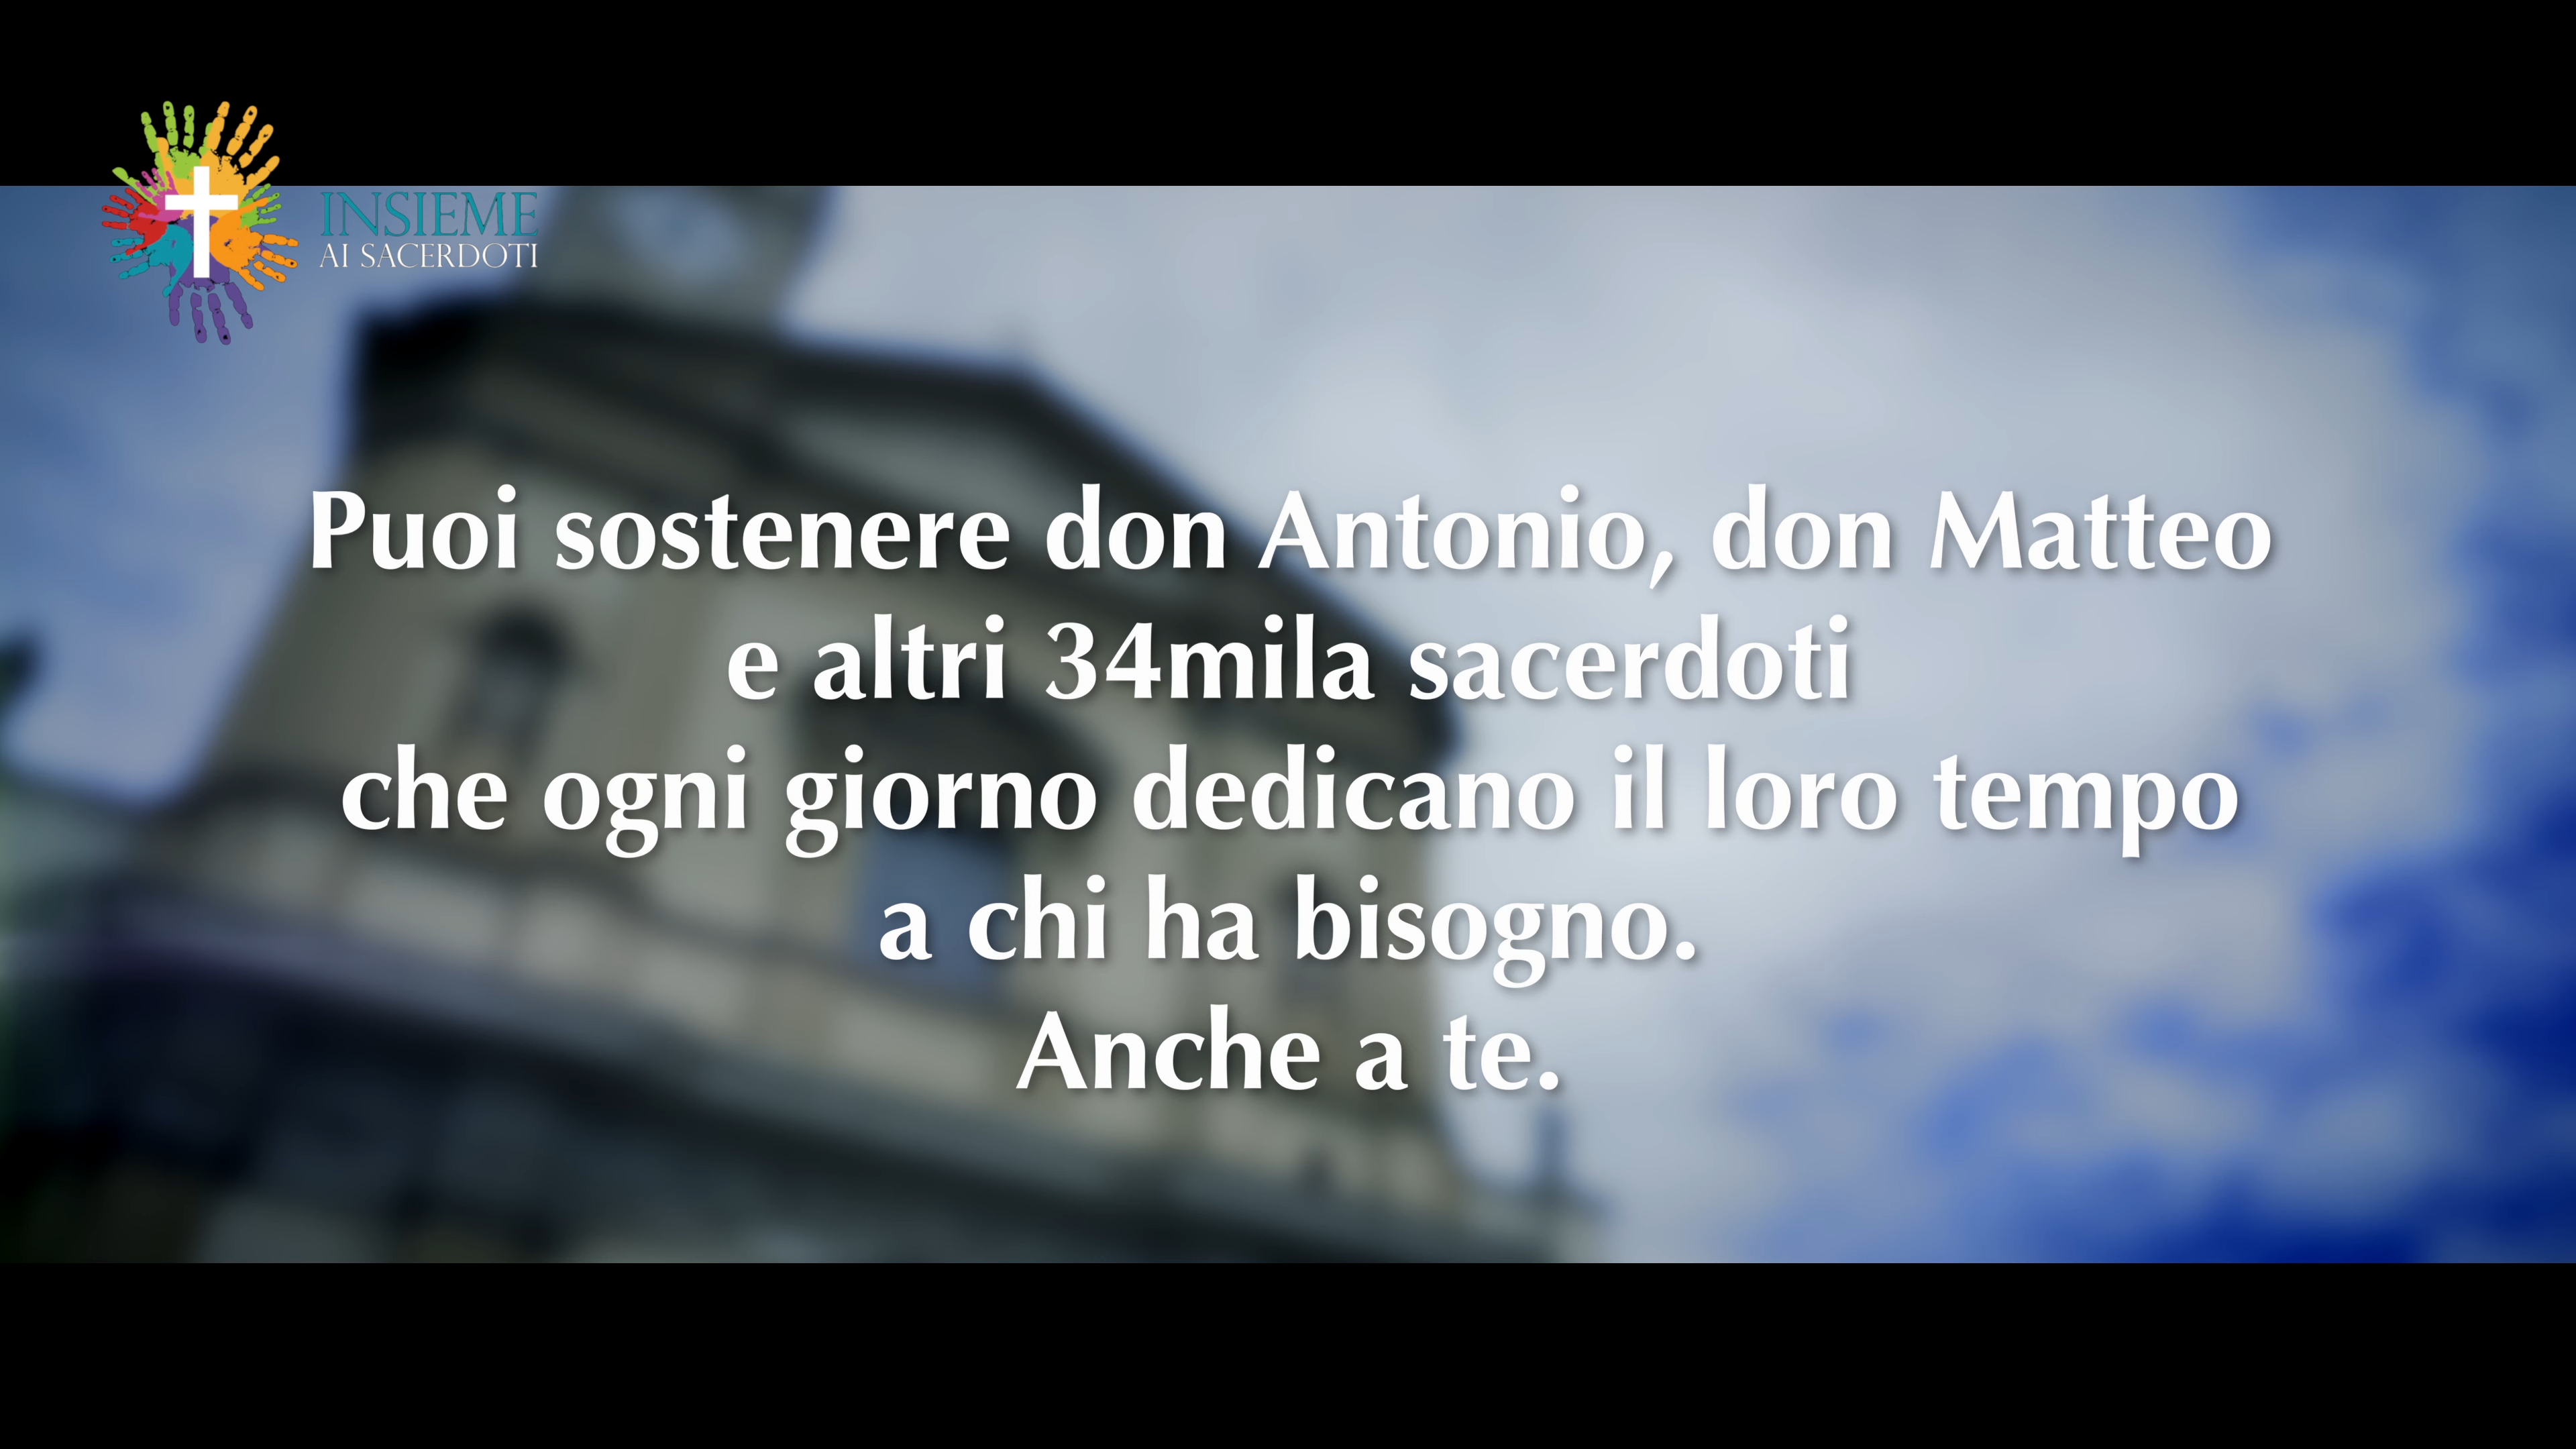 INSIEME
AI SACERDOTI
Puoi sostenere don Antonio, don Matteo
e altri 34mila sacerdoti
che ogni giorno dedicano il loro tempo
a chi ha bisogno.
Anche a te.